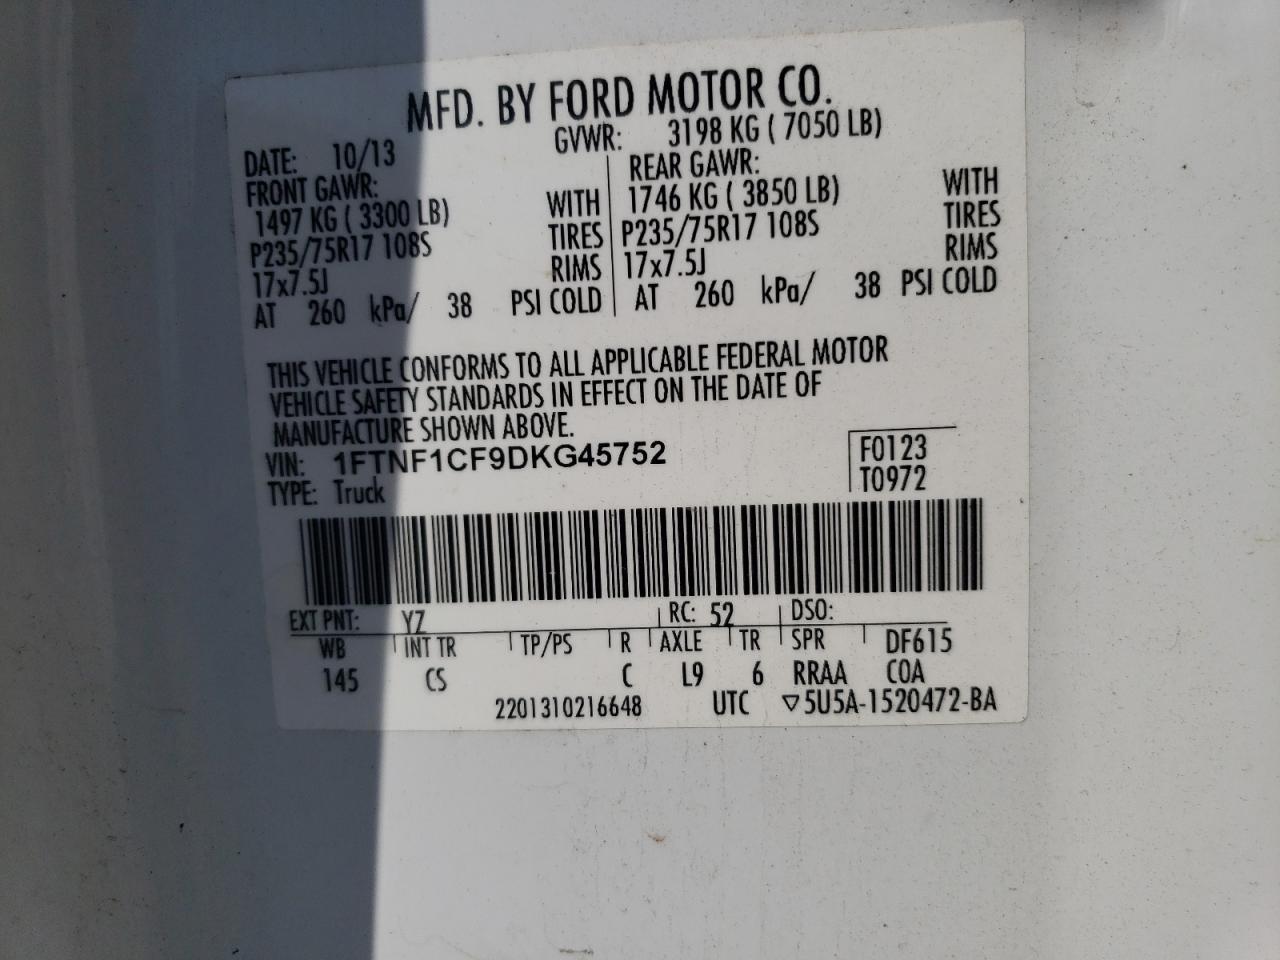 MFD. BY FORD MOTOR CO.
DATE: 10/13 GVWR: 3198 KG ( 7050 LB)
FRONT GAWR: REAR GAWR:
1497 KG ( 3300 LB) WITH 1746 KG ( 3850 LB) WITH
P235/75R17 108S TIRES P235/75R17 108S TIRES
17x7.5J RIMS 17x7.5J RIMS
AT 260 kPa/ 38 PSI COLD AT 260 kPa/ 38 PSI COLD
THIS VEHICLE CONFORMS TO ALL APPLICABLE FEDERAL MOTOR
VEHICLE SAFETY STANDARDS IN EFFECT ON THE DATE OF
MANUFACTURE SHOWN ABOVE.
VIN: 1FTNF1CF9DKG45752 F0123
TYPE: Truck T0972
EXT PNT: YZ RC: 52 DSO:
WB INT TR TP/PS R AXLE TR SPR DF615
145 CS C L9 6 RRAA COA
2201310216648 UTC ▽5U5A-1520472-BA